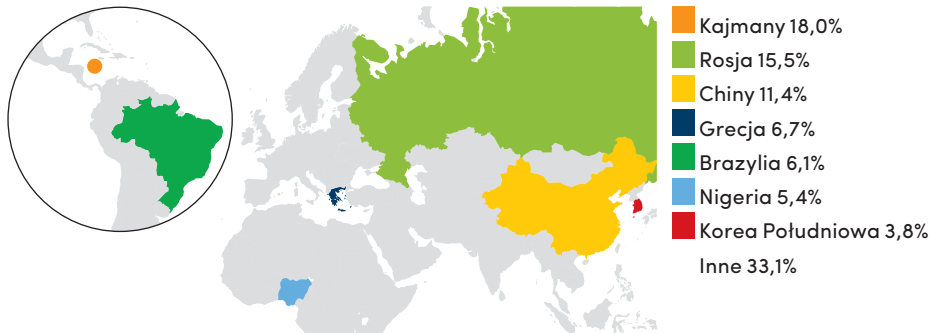 Kajmany 18,0%
Rosja 15,5%
Chiny 11,4%
Grecja 6,7%
Brazylia 6,1%
Nigeria 5,4%
Korea Południowa 3,8%
Inne 33,1%